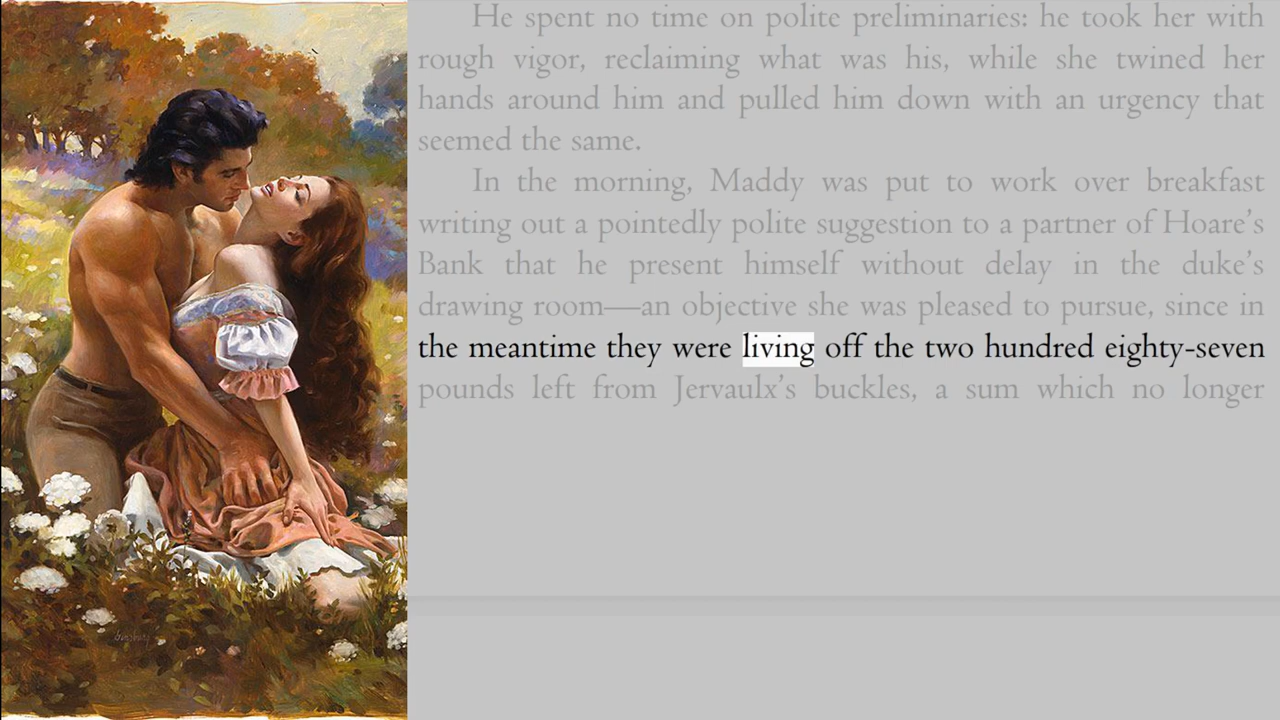 He spent no time on polite preliminaries: he took her with
rough vigor, reclaiming what was his, while she twined her
hands around him and pulled him down with an urgency that
seemed the same.
In the morning, Maddy was put to work over breakfast
writing out a pointedly polite suggestion to a partner of Hoare’s
Bank that he present himself without delay in the duke’s
drawing room—an objective she was pleased to pursue, since in
the meantime they were living off the two hundred eighty-seven
pounds left from Jervaulx’s buckles, a sum which no longer